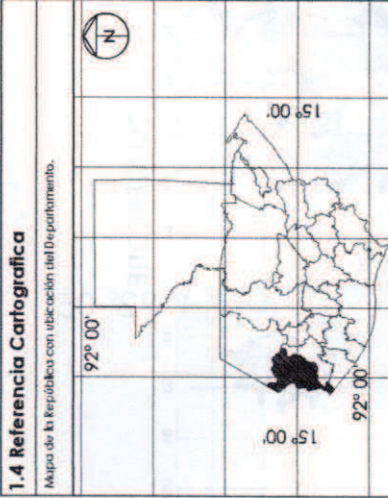 1.4 Referencia Cartografica
Mapa de la República con ubicación del Departamento.
N
92° 00'
15° 00'
15° 00'
92° 00'